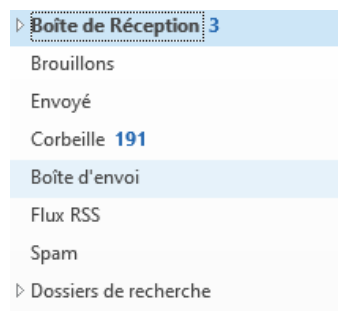 Boîte de Réception 3
Brouillons
Envoyé
Corbeille 191
Boîte d'envoi
Flux RSS
Spam
Dossiers de recherche